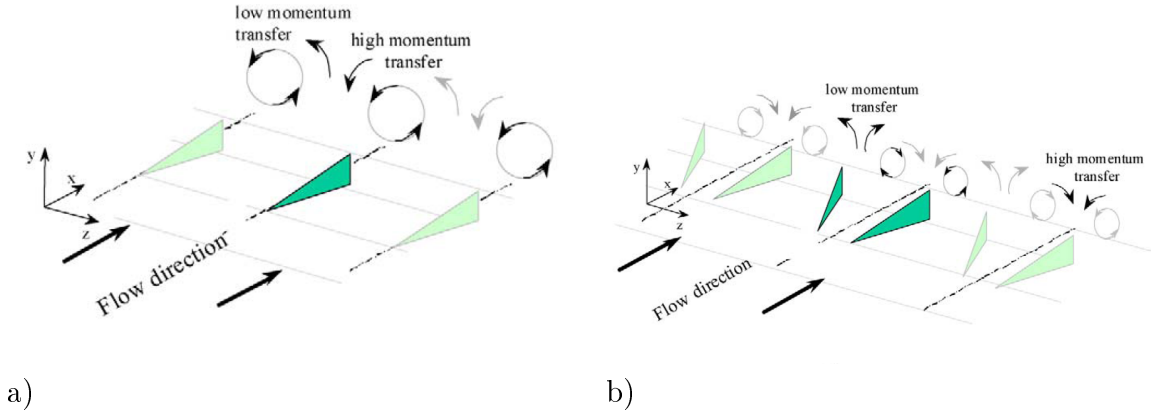 low momentum
transfer
high momentum
transfer
y
x
z
Flow direction
a)
low momentum
transfer
high momentum
transfer
y
x
z
Flow direction
b)